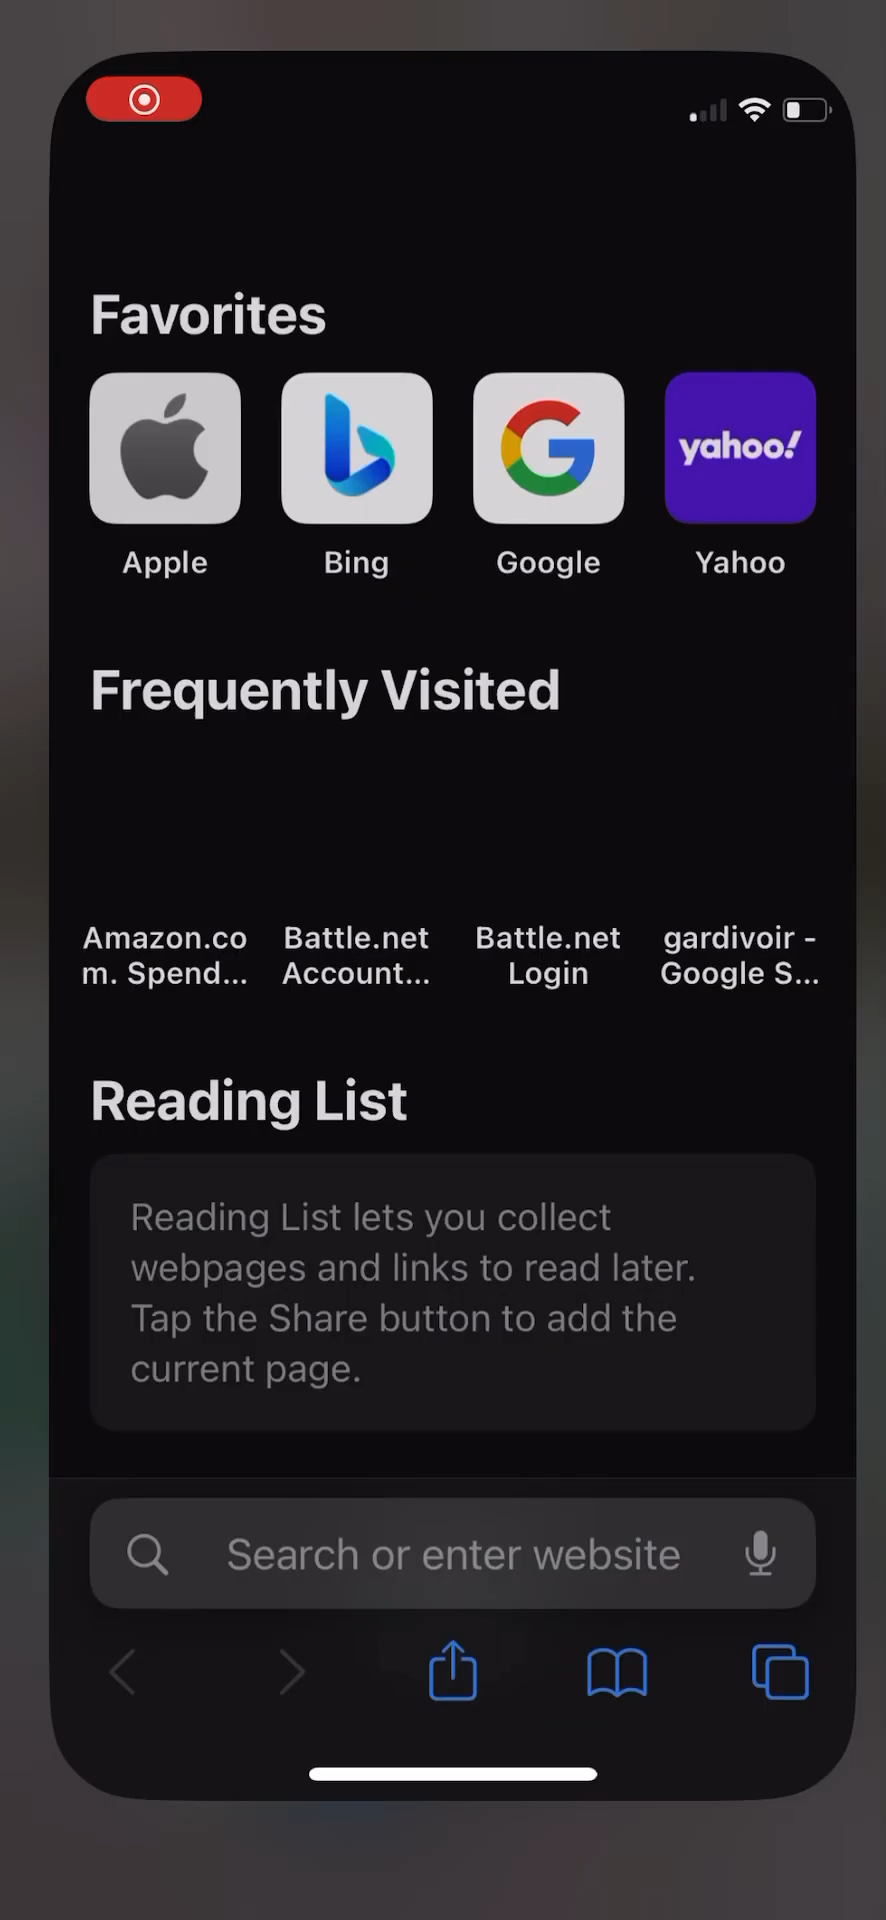 Favorites
yahoo!
Apple Bing Google Yahoo
Frequently Visited
Amazon.co Battle.net Battle.net gardivoir -
m. Spend... Account... Login Google S...
Reading List
Reading List lets you collect
webpages and links to read later.
Tap the Share button to add the
current page.
Search or enter website